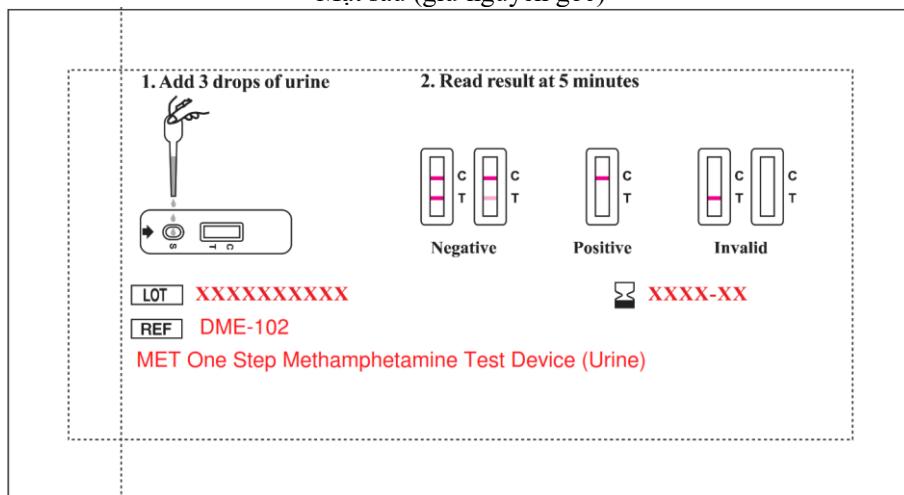 1. Add 3 drops of urine
2. Read result at 5 minutes
S
T
C
C
T
C
T
Negative
C
T
Positive
C
T
C
T
Invalid
LOT XXXXXXXXXX
XXXX-XX
REF DME-102
MET One Step Methamphetamine Test Device (Urine)